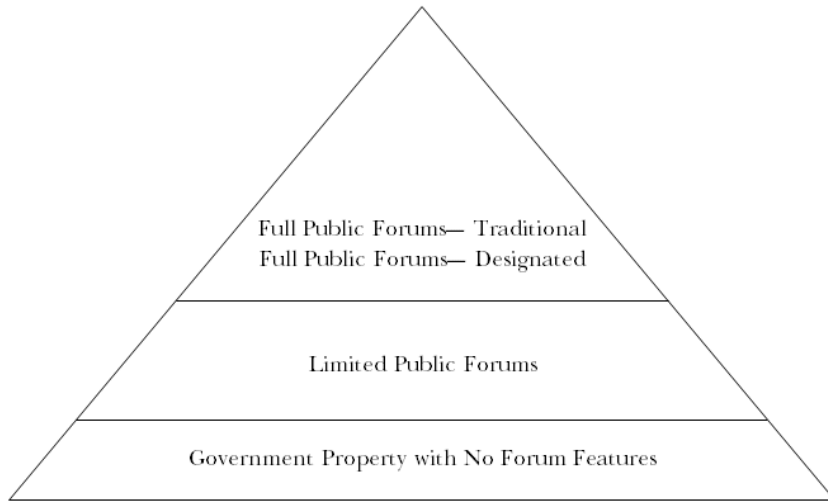 Full Public Forums— Traditional
Full Public Forums— Designated
Limited Public Forums
Government Property with No Forum Features